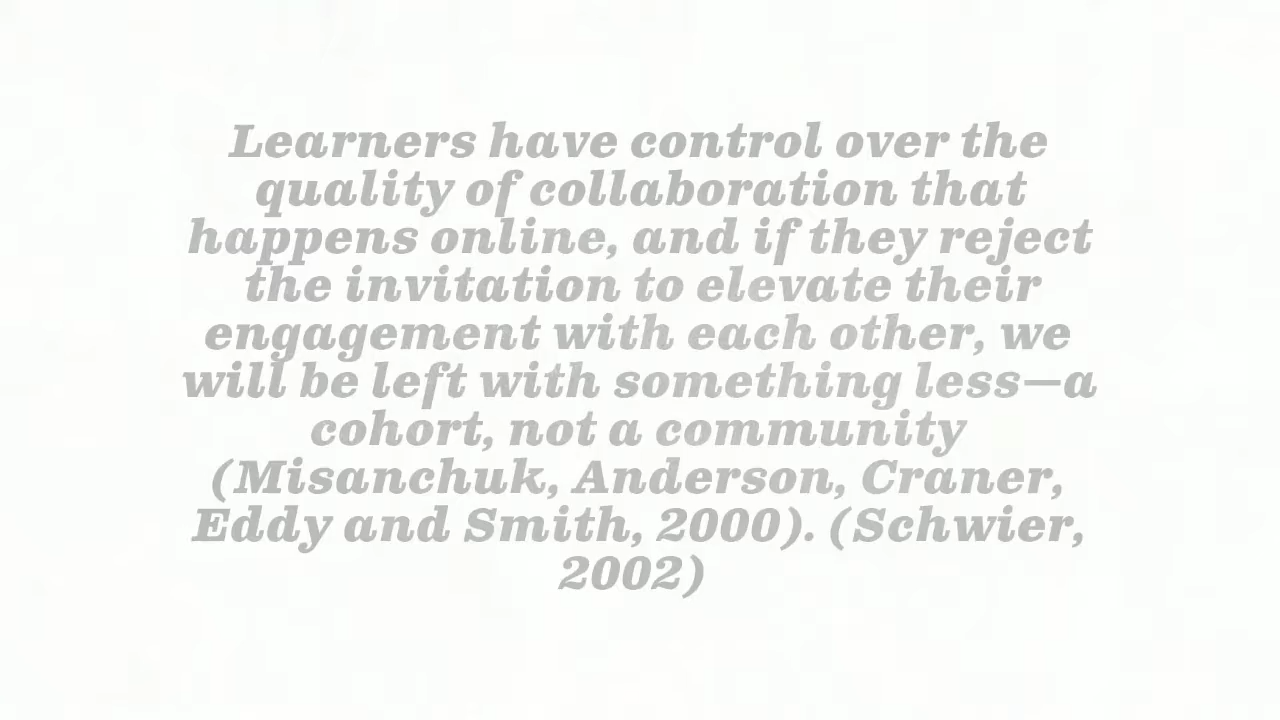 Learners have control over the
quality of collaboration that
happens online, and if they reject
the invitation to elevate their
engagement with each other, we
will be left with something less—a
cohort, not a community
(Misanchuk, Anderson, Craner,
Eddy and Smith, 2000). (Schwier,
2002)